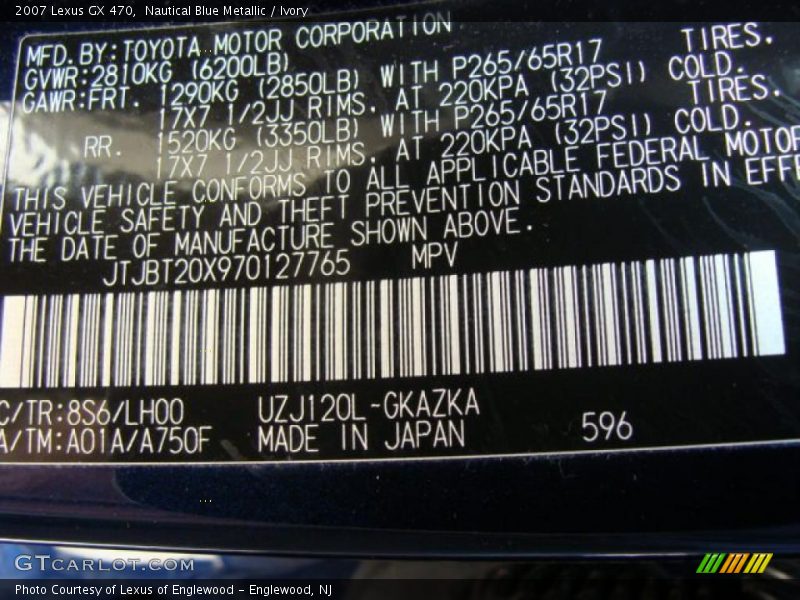 2007 Lexus GX 470, Nautical Blue Metallic / Ivory
MFD.BY:TOYOTA MOTOR CORPORATION
GVWR:2810KG (6200LB)
GAWR:FRT. 1290KG (2850LB) WITH P265/65R17 TIRES.
17X7 1/2JJ RIMS. AT 220KPA (32PSI) COLD.
RR. 1520KG (3350LB) WITH P265/65R17 TIRES.
17X7 1/2JJ RIMS. AT 220KPA (32PSI) COLD.
THIS VEHICLE CONFORMS TO ALL APPLICABLE FEDERAL MOTOR
VEHICLE SAFETY AND THEFT PREVENTION STANDARDS IN EFFE
THE DATE OF MANUFACTURE SHOWN ABOVE.
JTJBT20X970127765 MPV
C/TR:8S6/LH00 UZJ120L-GKAZKA
A/TM:A01A/A750F MADE IN JAPAN 596
GTCARLOT.COM
Photo Courtesy of Lexus of Englewood - Englewood, NJ